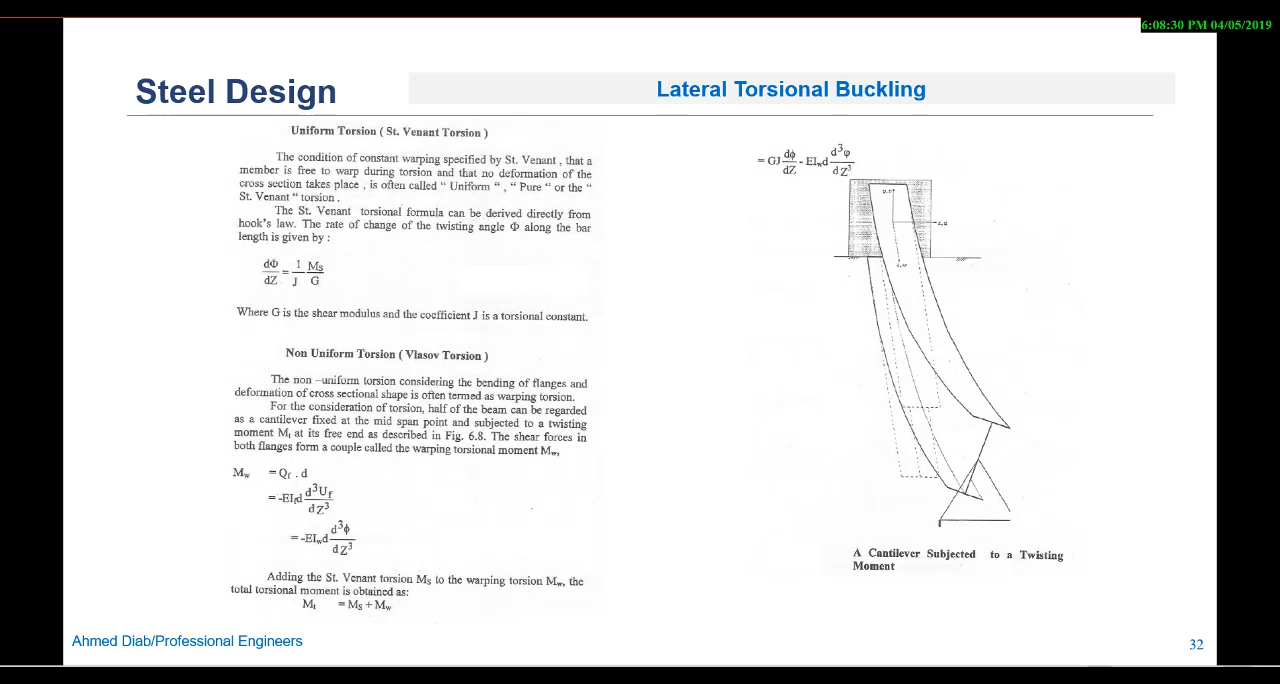 6:08:30 PM 04/05/2019
Steel Design
Lateral Torsional Buckling
Uniform Torsion ( St. Venant Torsion )
The condition of constant warping specified by St. Venant , that a
member is free to warp during torsion and that no deformation of the
cross section takes place , is often called “ Uniform “ , “ Pure “ or the “
St. Venant “ torsion .
The St. Venant torsional formula can be derived directly from
hook's law. The rate of change of the twisting angle Φ along the bar
length is given by :
dΦ/dZ = 1/J Ms/G
Where G is the shear modulus and the coefficient J is a torsional constant.
Non Uniform Torsion ( Vlasov Torsion )
The non –uniform torsion considering the bending of flanges and
deformation of cross sectional shape is often termed as warping torsion.
For the consideration of torsion, half of the beam can be regarded
as a cantilever fixed at the mid span point and subjected to a twisting
moment Mt at its free end as described in Fig. 6.8. The shear forces in
both flanges form a couple called the warping torsional moment Mw,
Mw = Qf . d
= -EIfd d³Uf/dz³
= -EIwd d³ϕ/dz³
Adding the St. Venant torsion Ms to the warping torsion Mw, the
total torsional moment is obtained as:
Mt = Ms + Mw
= GJ dϕ/dZ - EIwd d³φ/dz³
A Cantilever Subjected to a Twisting
Moment
Ahmed Diab/Professional Engineers
32